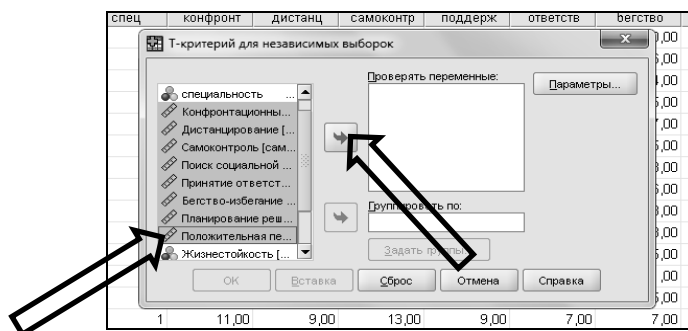 спец конфронт дистанц самоконтр поддерж ответств бегство
Т-критерий для независимых выборок
Проверять переменные:
Параметры...
специальность ...
Конфронтационны...
Дистанцирование [...
Самоконтроль [сам...
Поиск социальной ...
Принятие ответст...
Бегство-избегание ...
Планирование реш...
Положительная пе...
Жизнестойкость [...
Группировать по:
Задать группы...
ОК Вставка Сброс Отмена Справка
1 11,00 9,00 13,00 9,00 7,00 7,00